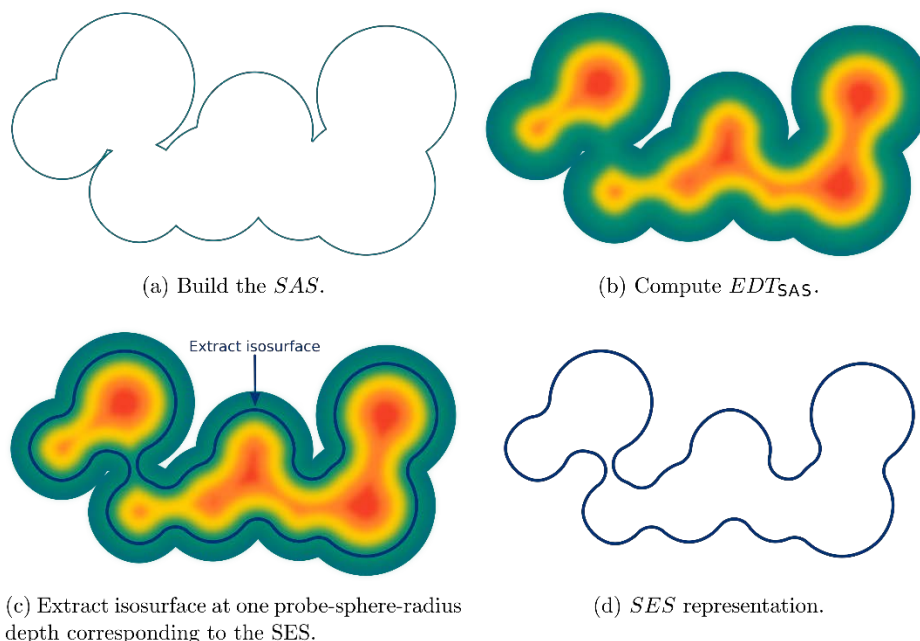 (a) Build the SAS.
(b) Compute EDT_SAS.
Extract isosurface
(c) Extract isosurface at one probe-sphere-radius
depth corresponding to the SES.
(d) SES representation.